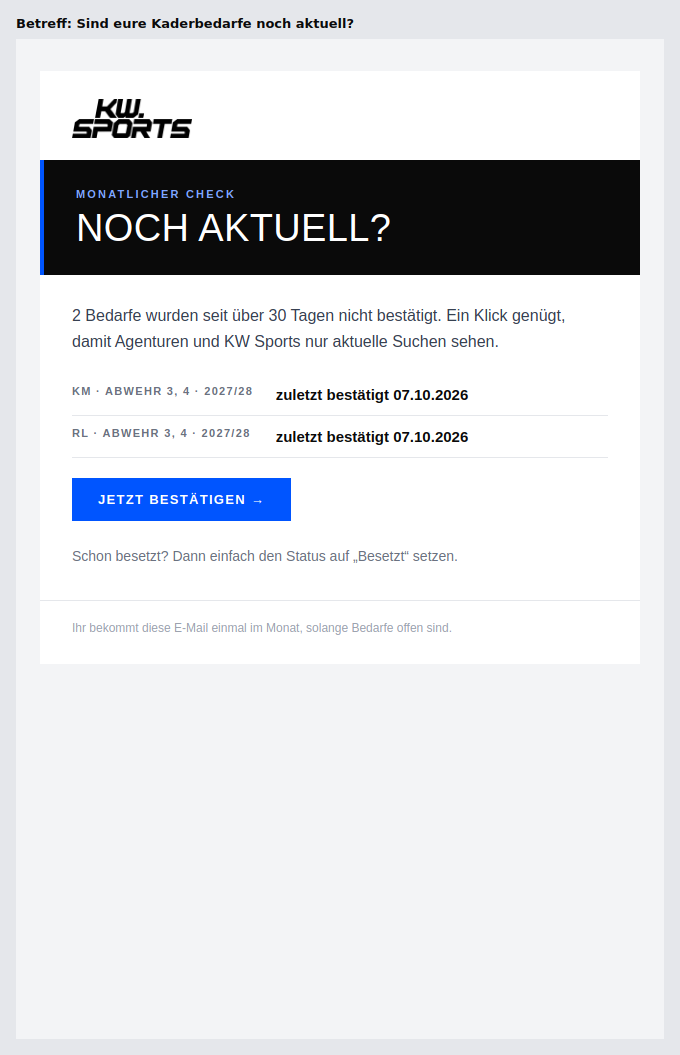 Betreff: Sind eure Kaderbedarfe noch aktuell?
KW.
SPORTS
MONATLICHER CHECK
NOCH AKTUELL?
2 Bedarfe wurden seit über 30 Tagen nicht bestätigt. Ein Klick genügt,
damit Agenturen und KW Sports nur aktuelle Suchen sehen.
KM · ABWEHR 3, 4 · 2027/28 zuletzt bestätigt 07.10.2026
RL · ABWEHR 3, 4 · 2027/28 zuletzt bestätigt 07.10.2026
JETZT BESTÄTIGEN →
Schon besetzt? Dann einfach den Status auf „Besetzt“ setzen.
Ihr bekommt diese E-Mail einmal im Monat, solange Bedarfe offen sind.